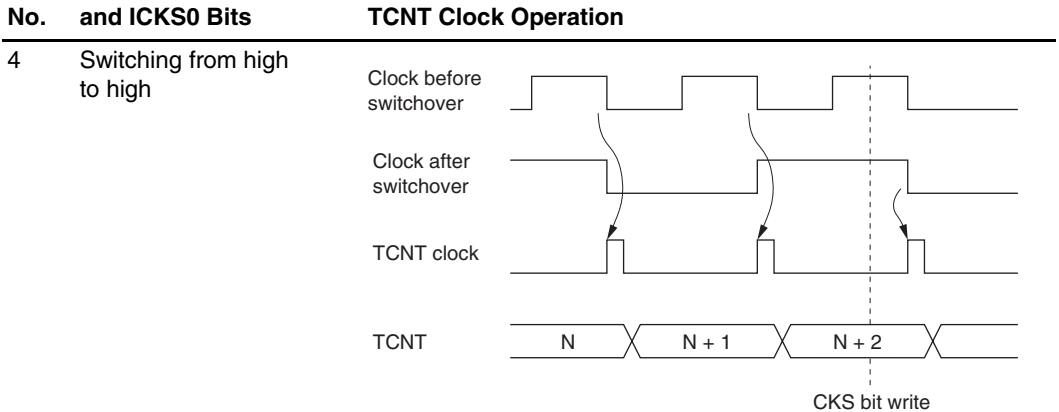 No. and ICKS0 Bits TCNT Clock Operation
4 Switching from high
to high
Clock before
switchover
Clock after
switchover
TCNT clock
TCNT N N + 1 N + 2
CKS bit write